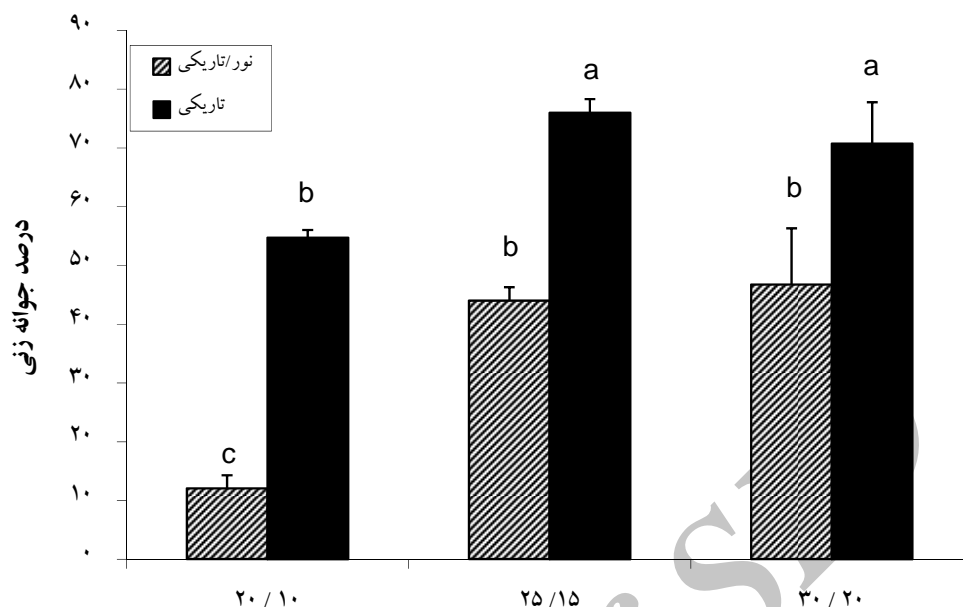 ۹۰
۸۰
۷۰
۶۰
۵۰
۴۰
۳۰
۲۰
۱۰
۰
درصد جوانه زنی
نور/تاریکی
تاریکی
c
b
b
a
b
a
۲۰ / ۱۰
۲۵ / ۱۵
۳۰ / ۲۰